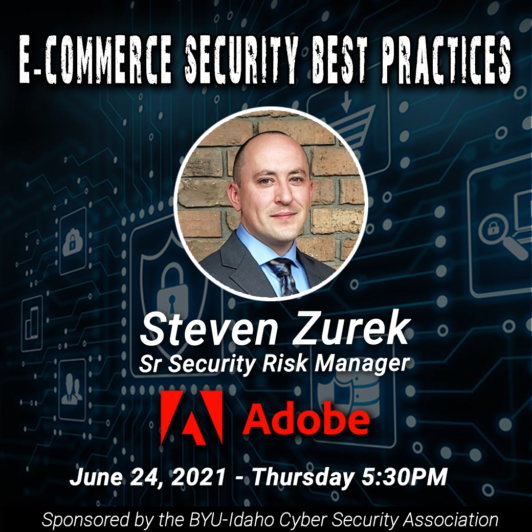 E-COMMERCE SECURITY BEST PRACTICES
Steven Zurek
Sr Security Risk Manager
Adobe
June 24, 2021 - Thursday 5:30PM
Sponsored by the BYU-Idaho Cyber Security Association